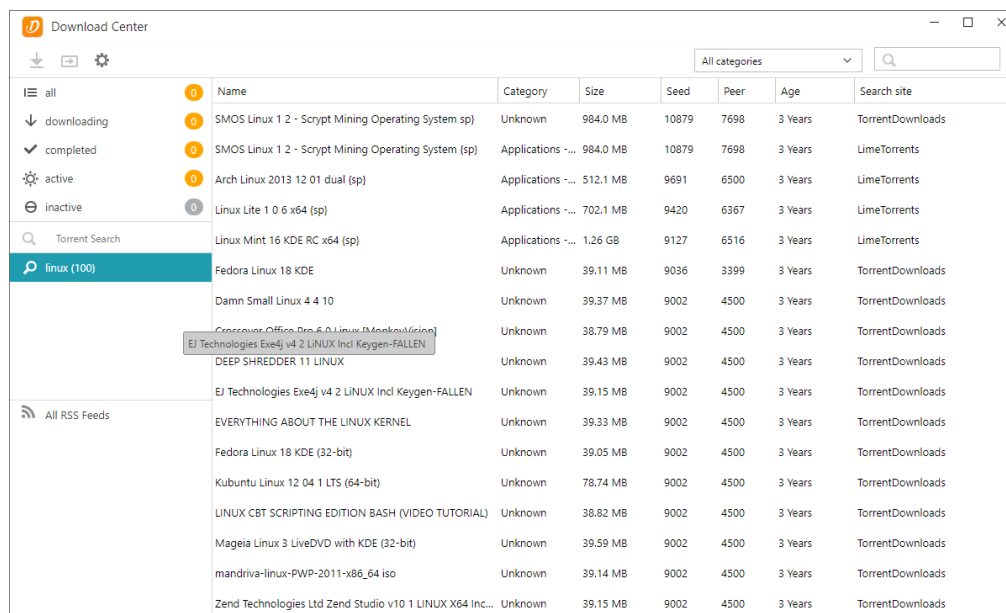 Download Center
All categories
all 0
downloading 0
completed 0
active 0
inactive 0
Torrent Search
linux (100)
All RSS Feeds
Name Category Size Seed Peer Age Search site
SMOS Linux 1 2 - Scrypt Mining Operating System sp} Unknown 984.0 MB 10879 7698 3 Years TorrentDownloads
SMOS Linux 1 2 - Scrypt Mining Operating System {sp} Applications -... 984.0 MB 10879 7698 3 Years LimeTorrents
Arch Linux 2013 12 01 dual {sp} Applications -... 512.1 MB 9691 6500 3 Years LimeTorrents
Linux Lite 1 0 6 x64 {sp} Applications -... 702.1 MB 9420 6367 3 Years LimeTorrents
Linux Mint 16 KDE RC x64 {sp} Applications -... 1.26 GB 9127 6516 3 Years LimeTorrents
Fedora Linux 18 KDE Unknown 39.11 MB 9036 3399 3 Years TorrentDownloads
Damn Small Linux 4 4 10 Unknown 39.37 MB 9002 4500 3 Years TorrentDownloads
Crossover Office Pro 6 0 Linux [MonkeyVision] Unknown 38.79 MB 9002 4500 3 Years TorrentDownloads
EJ Technologies Exe4j v4 2 LiNUX Incl Keygen-FALLEN
DEEP SHREDDER 11 LINUX Unknown 39.43 MB 9002 4500 3 Years TorrentDownloads
EJ Technologies Exe4j v4 2 LiNUX Incl Keygen-FALLEN Unknown 39.15 MB 9002 4500 3 Years TorrentDownloads
EVERYTHING ABOUT THE LINUX KERNEL Unknown 39.33 MB 9002 4500 3 Years TorrentDownloads
Fedora Linux 18 KDE (32-bit) Unknown 39.05 MB 9002 4500 3 Years TorrentDownloads
Kubuntu Linux 12 04 1 LTS (64-bit) Unknown 78.74 MB 9002 4500 3 Years TorrentDownloads
LINUX CBT SCRIPTING EDITION BASH (VIDEO TUTORIAL) Unknown 38.82 MB 9002 4500 3 Years TorrentDownloads
Mageia Linux 3 LiveDVD with KDE (32-bit) Unknown 39.59 MB 9002 4500 3 Years TorrentDownloads
mandriva-linux-PWP-2011-x86_64 iso Unknown 39.14 MB 9002 4500 3 Years TorrentDownloads
Zend Technologies Ltd Zend Studio v10 1 LINUX X64 Inc... Unknown 39.15 MB 9002 4500 3 Years TorrentDownloads